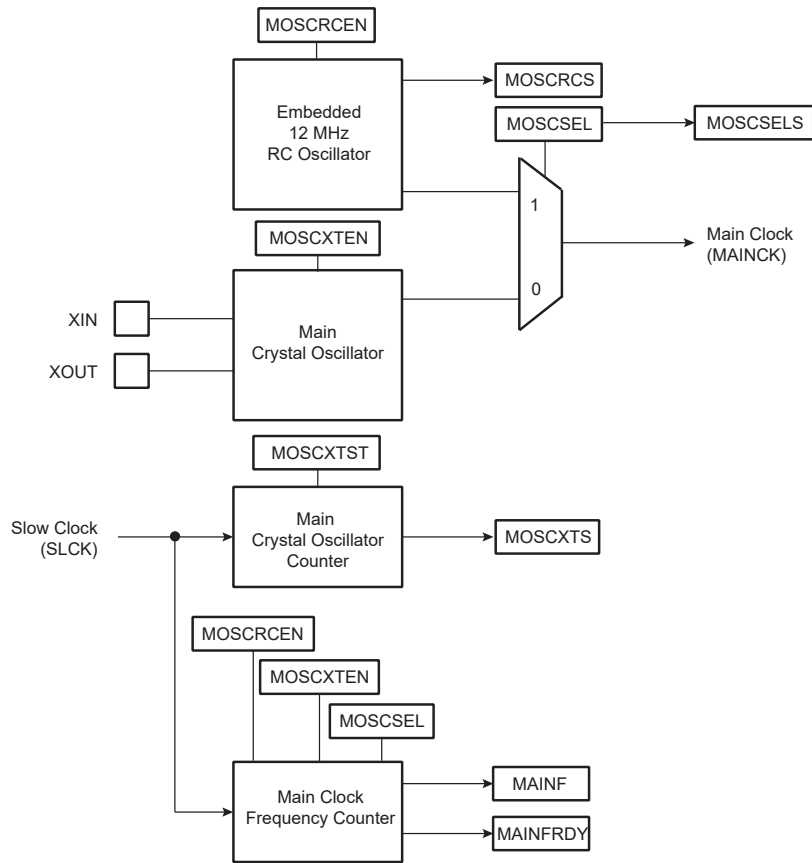 MOSCRCEN
Embedded
12 MHz
RC Oscillator
MOSCRCS
MOSCSEL
MOSCSELS
1
0
Main Clock
(MAINCK)
MOSCXTEN
XIN
XOUT
Main
Crystal Oscillator
MOSCXTST
Slow Clock
(SLCK)
Main
Crystal Oscillator
Counter
MOSCXTS
MOSCRCEN
MOSCXTEN
MOSCSEL
Main Clock
Frequency Counter
MAINF
MAINFRDY